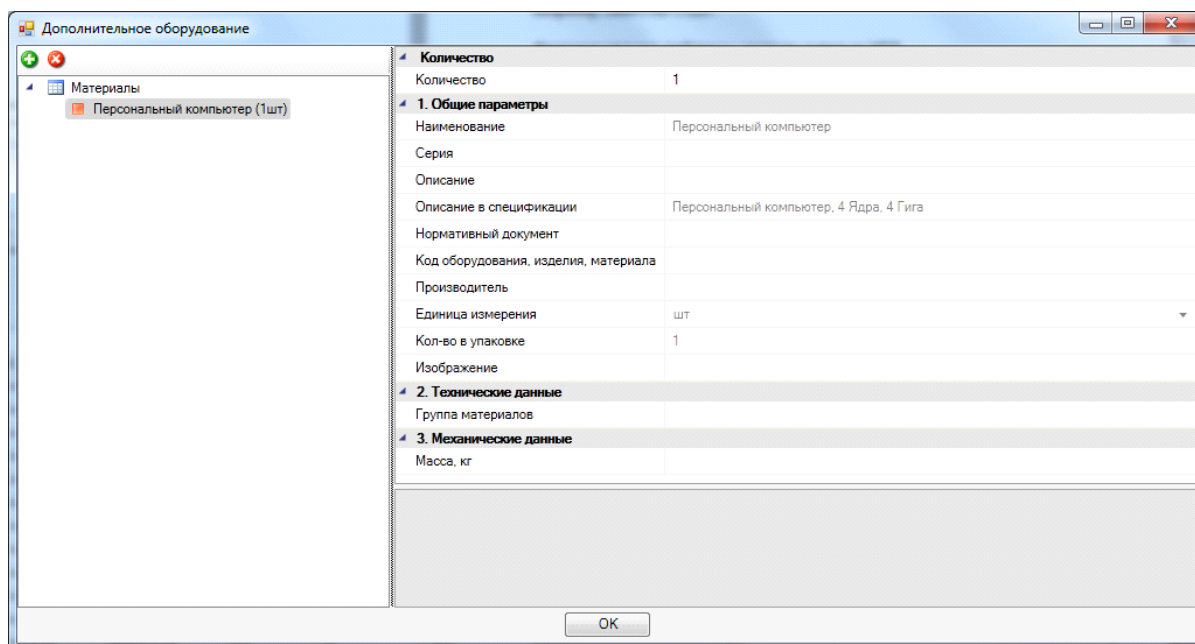 Дополнительное оборудование
Материалы
Персональный компьютер (1шт)
Количество
Количество 1
1. Общие параметры
Наименование Персональный компьютер
Серия
Описание
Описание в спецификации Персональный компьютер, 4 Ядра, 4 Гига
Нормативный документ
Код оборудования, изделия, материала
Производитель
Единица измерения шт
Кол-во в упаковке 1
Изображение
2. Технические данные
Группа материалов
3. Механические данные
Масса, кг
OK